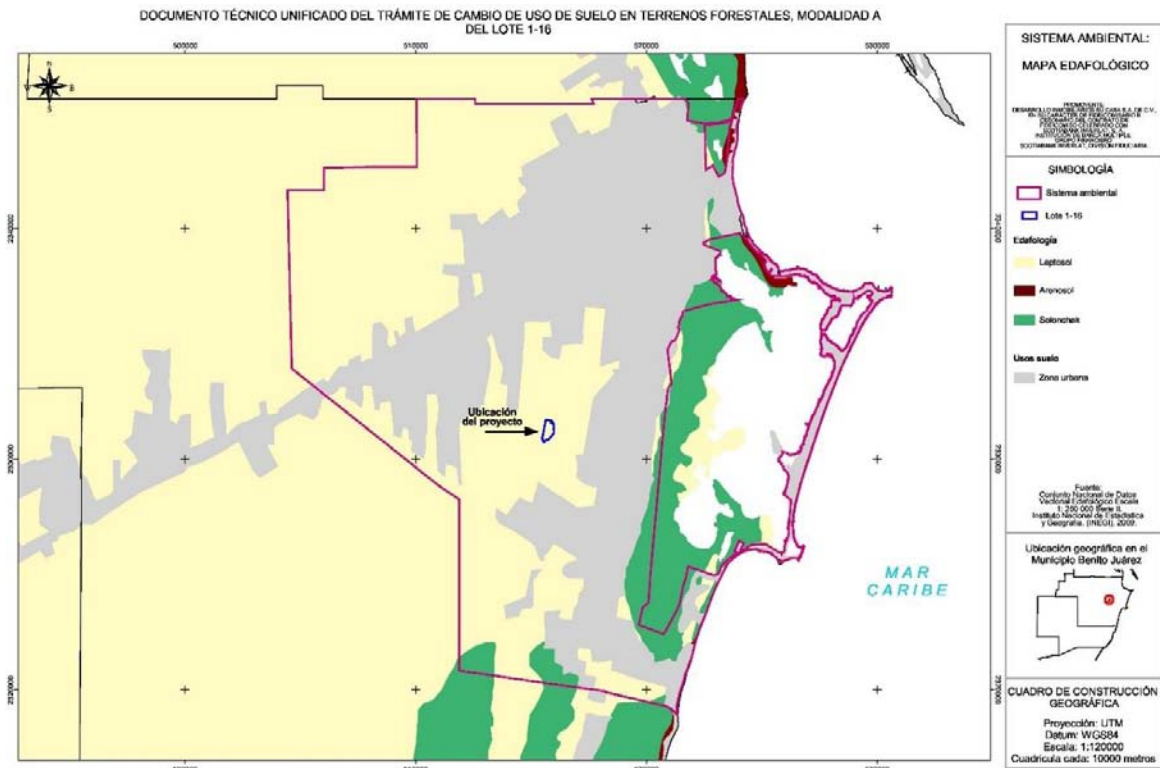 DOCUMENTO TÉCNICO UNIFICADO DEL TRÁMITE DE CAMBIO DE USO DE SUELO EN TERRENOS FORESTALES, MODALIDAD A
DEL LOTE 1-16
N
S
Ubicación
del proyecto
MAR
CARIBE
SISTEMA AMBIENTAL:
MAPA EDAFOLÓGICO
PROMOVENTE:
SIMBOLOGÍA
Sistema ambiental
Lote 1-16
Edafología
Leptosol
Arenosol
Solonchak
Usos suelo
Zona urbana
Fuente:
Conjunto Nacional de Datos
Vectorial Edafológico Escala
1: 250 000 Serie II.
Instituto Nacional de Estadística
y Geografía. (INEGI). 2009.
Ubicación geográfica en el
Municipio Benito Juárez
CUADRO DE CONSTRUCCIÓN
GEOGRÁFICA
Proyección: UTM
Datum: WGS84
Escala: 1:120000
Cuadrícula cada: 10000 metros